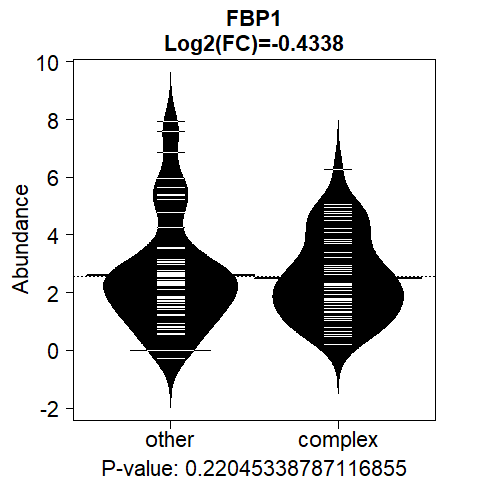 FBP1
Log2(FC)=-0.4338
Abundance
10
8
6
4
2
0
-2
other complex
P-value: 0.22045338787116855